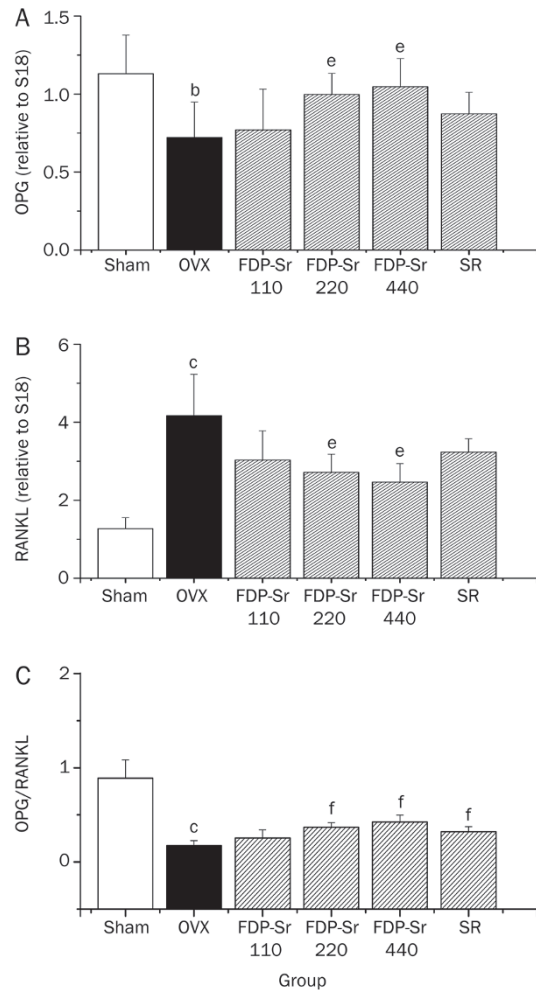 A
OPG (relative to S18)
1.5
1.0
0.5
0.0
b
e
e
Sham OVX FDP-Sr FDP-Sr FDP-Sr SR
110 220 440
B
RANKL (relative to S18)
6
4
2
0
c
e
e
Sham OVX FDP-Sr FDP-Sr FDP-Sr SR
110 220 440
C
OPG/RANKL
2
1
0
c
f
f
f
Sham OVX FDP-Sr FDP-Sr FDP-Sr SR
110 220 440
Group